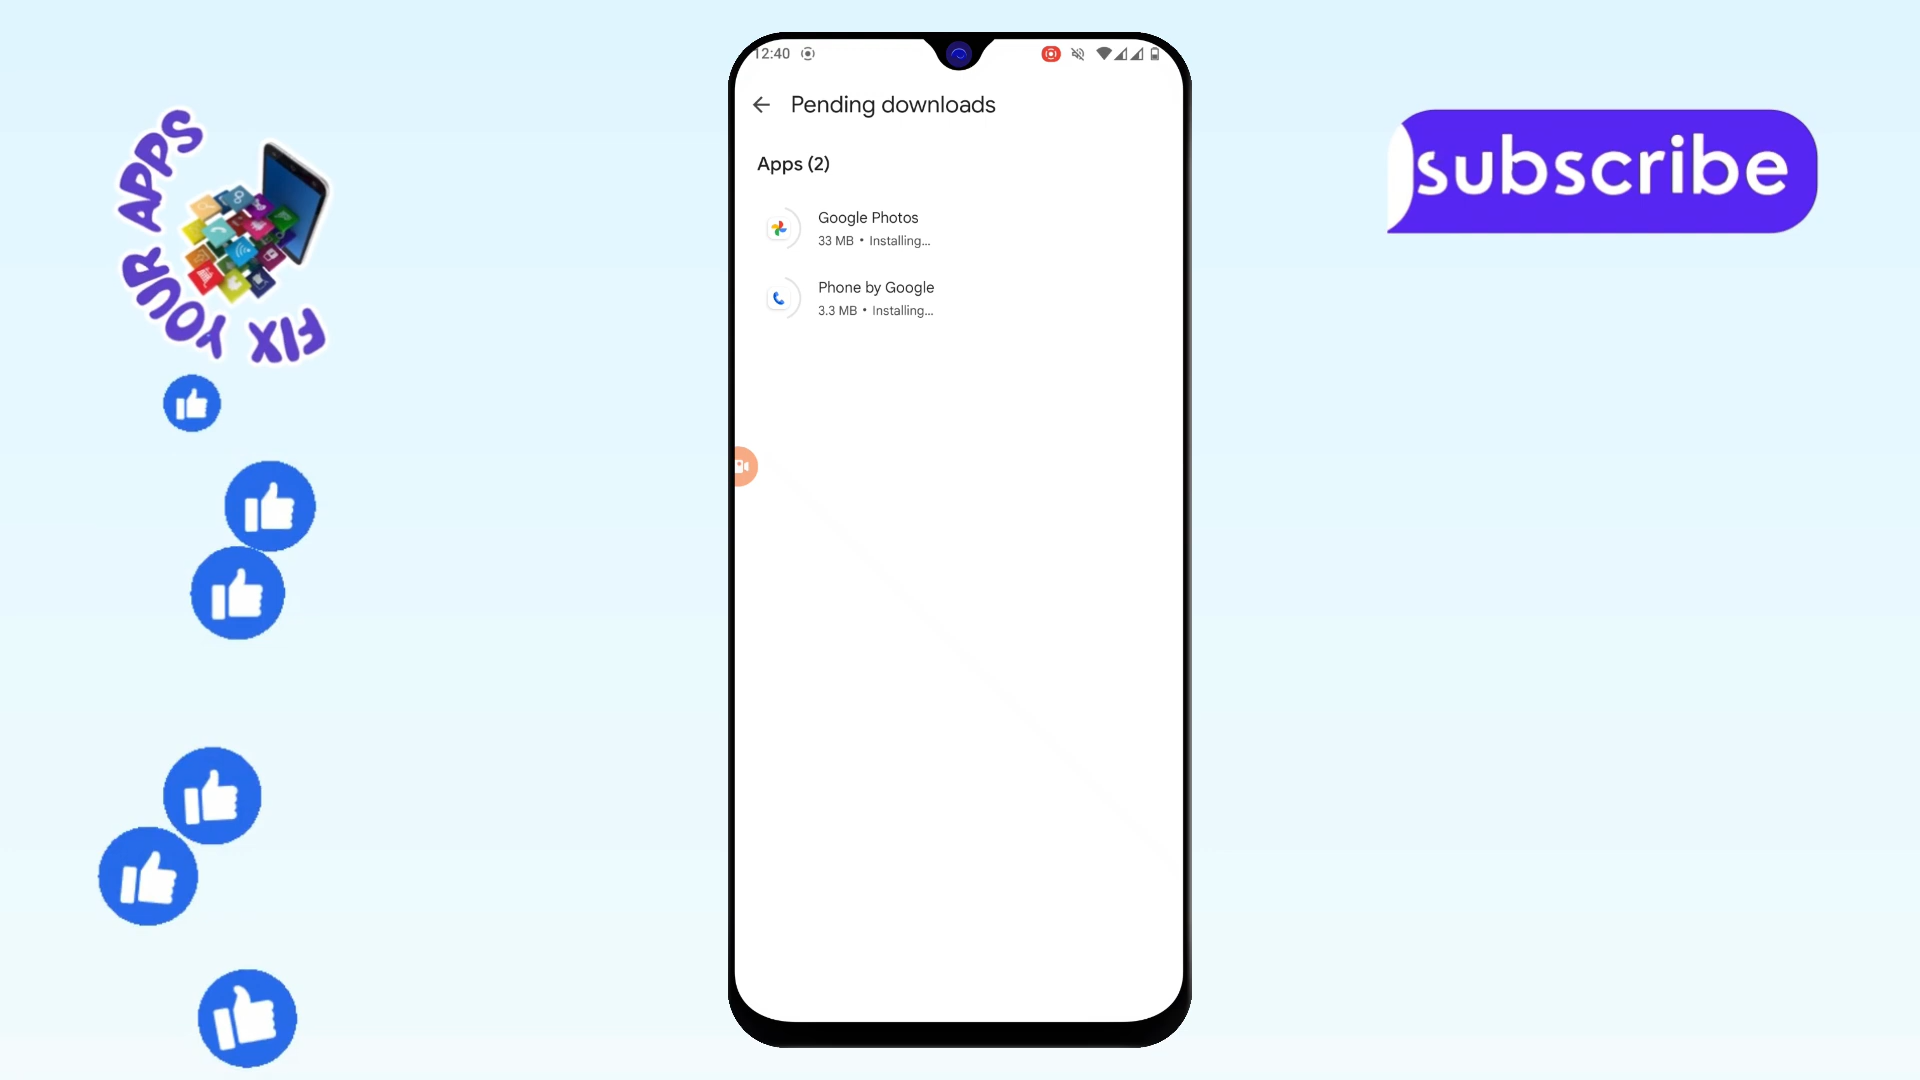 FIX YOUR APPS
subscribe
12:40
Pending downloads
Apps (2)
Google Photos
33 MB • Installing...
Phone by Google
3.3 MB • Installing...